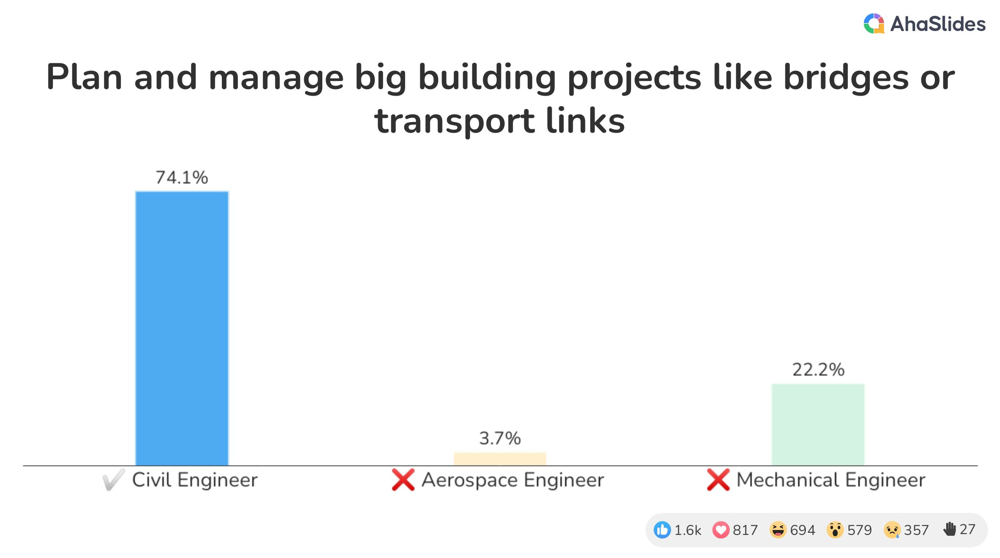 AhaSlides
Plan and manage big building projects like bridges or
transport links
74.1%
3.7%
22.2%
Civil Engineer
Aerospace Engineer
Mechanical Engineer
1.6k 817 694 579 357 27